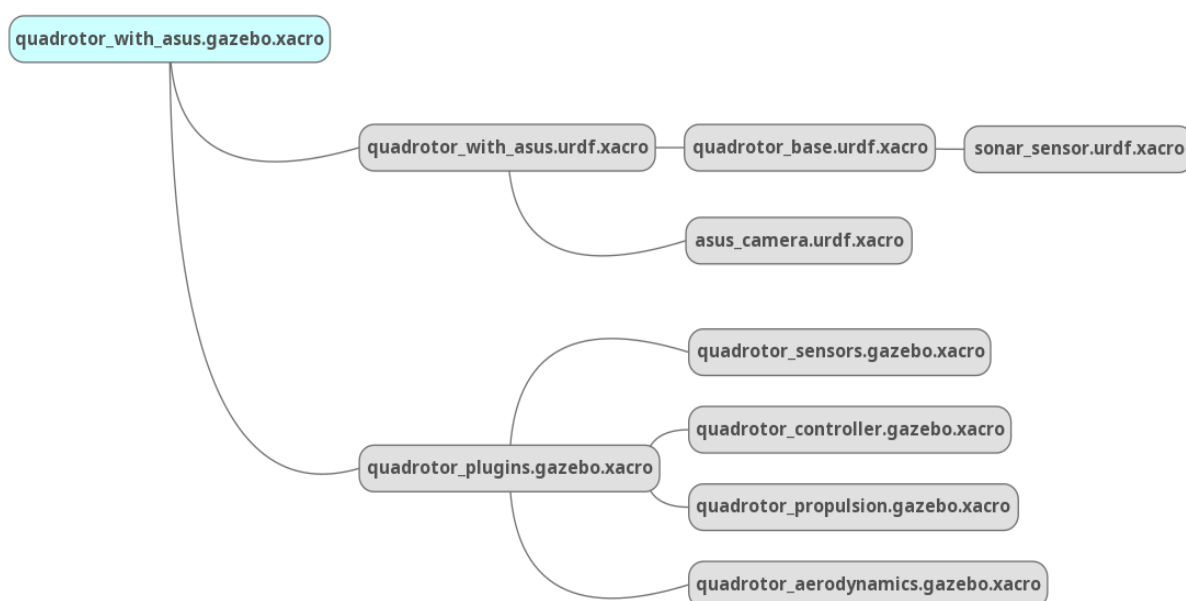 quadrotor_with_asus.gazebo.xacro
quadrotor_with_asus.urdf.xacro
quadrotor_base.urdf.xacro
sonar_sensor.urdf.xacro
asus_camera.urdf.xacro
quadrotor_sensors.gazebo.xacro
quadrotor_controller.gazebo.xacro
quadrotor_plugins.gazebo.xacro
quadrotor_propulsion.gazebo.xacro
quadrotor_aerodynamics.gazebo.xacro